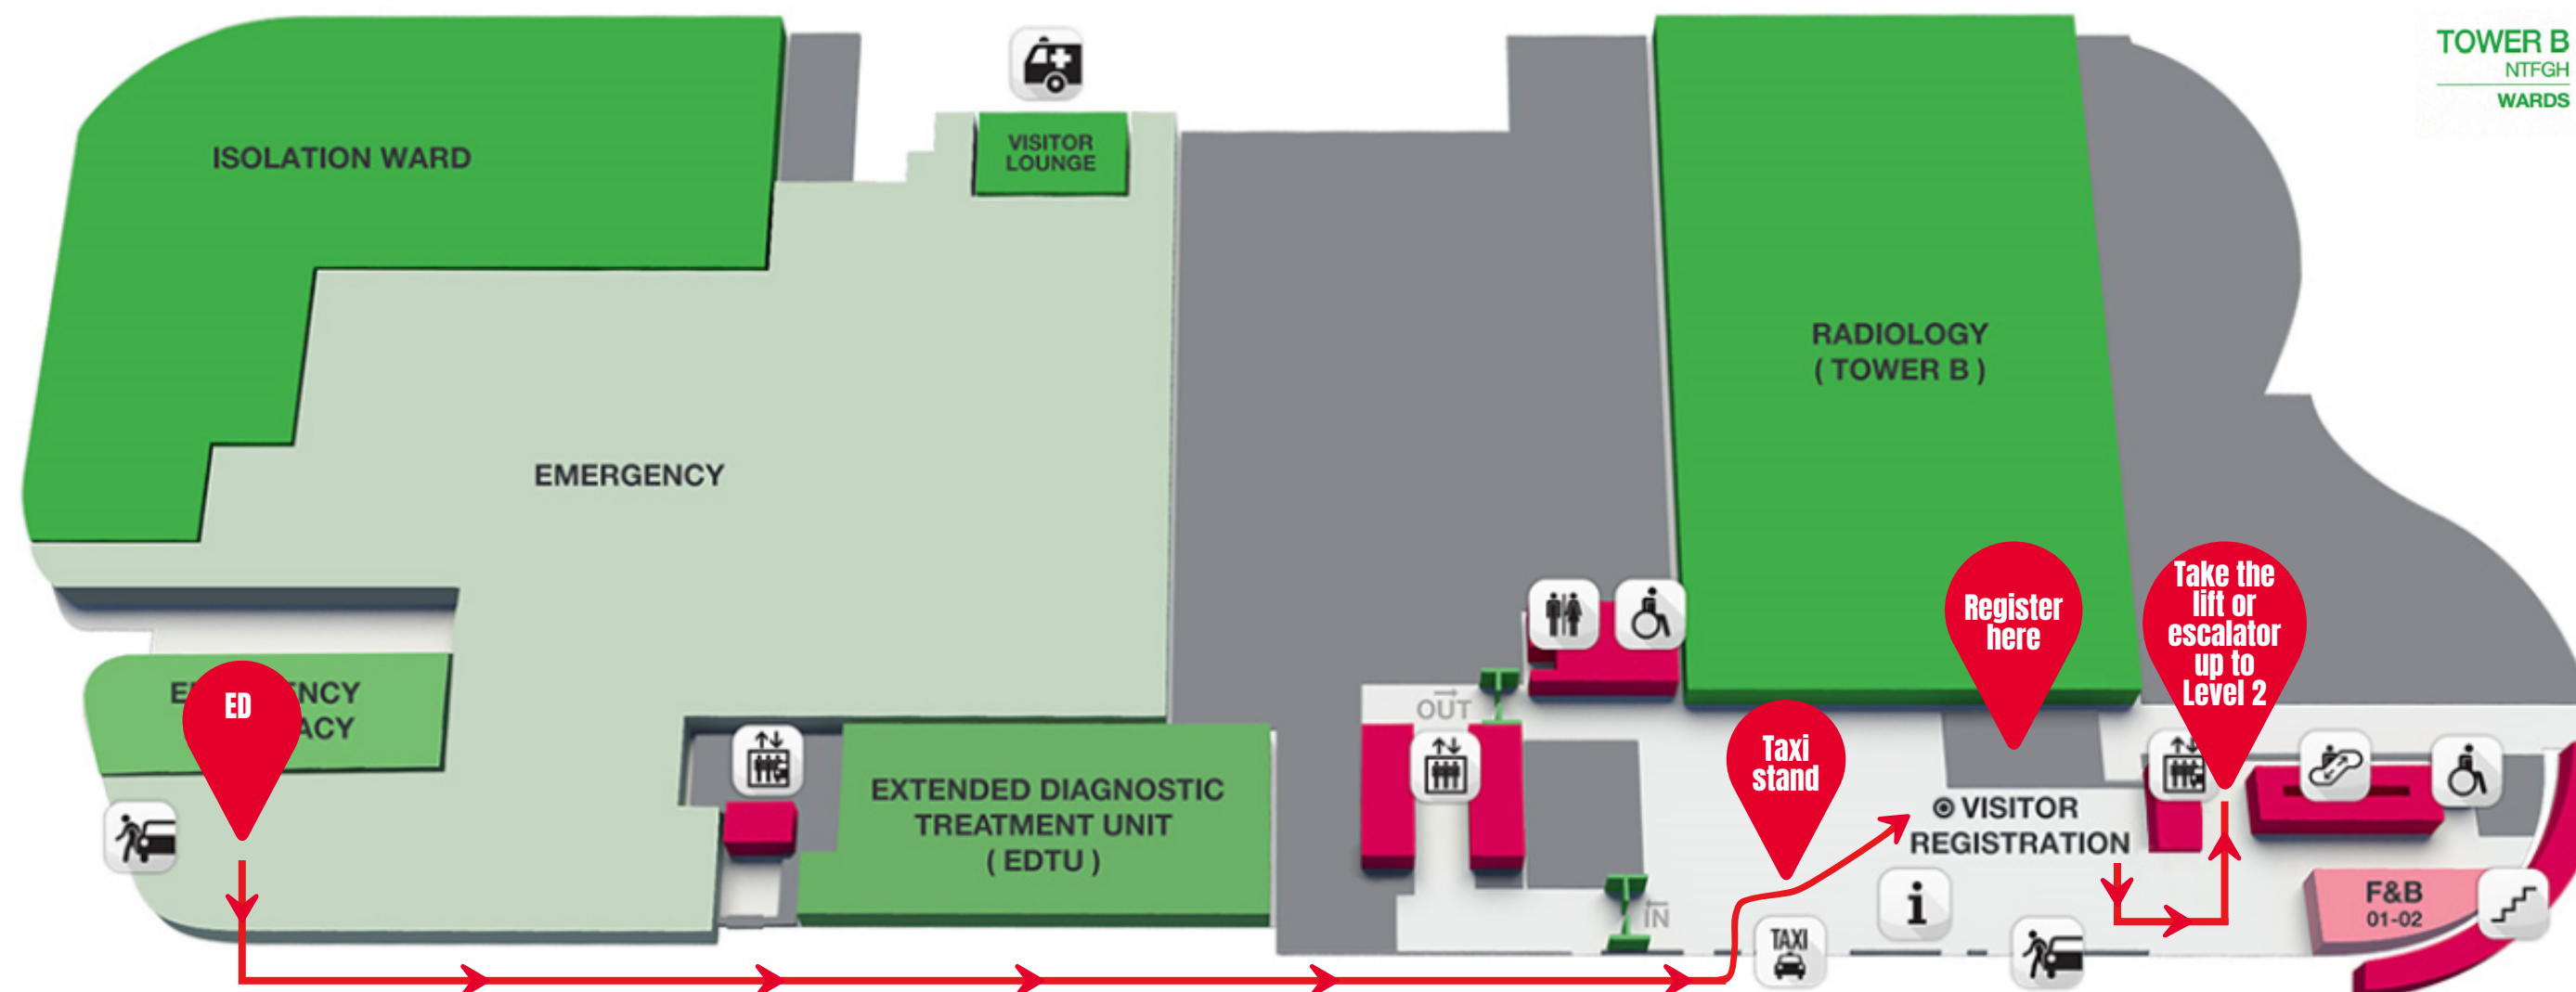 TOWER B
NTFGH
WARDS
ISOLATION WARD
VISITOR
LOUNGE
RADIOLOGY
( TOWER B )
EMERGENCY
Register
here
Take the
lift or
escalator
up to
Level 2
ED
OUT
Taxi
stand
EXTENDED DIAGNOSTIC
TREATMENT UNIT
( EDTU )
VISITOR
REGISTRATION
i
IN
TAXI
F&B
01-02